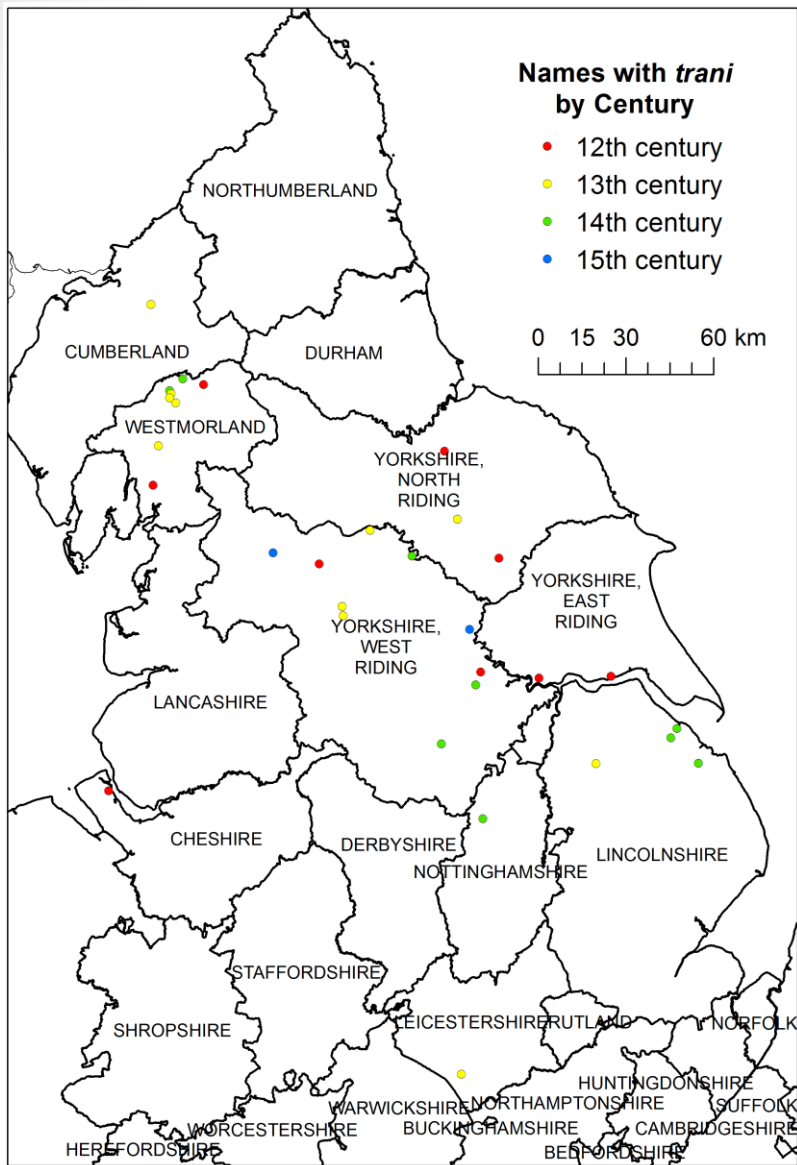 Names with trani
by Century
12th century
13th century
14th century
15th century
0 30 60 km
NORTHUMBERLAND
CUMBERLAND
DURHAM
WESTMORLAND
YORKSHIRE,
NORTH
RIDING
YORKSHIRE,
EAST
RIDING
YORKSHIRE,
WEST
RIDING
LANCASHIRE
CHESHIRE
DERBYSHIRE
NOTTINGHAMSHIRE
LINCOLNSHIRE
STAFFORDSHIRE
SHROPSHIRE
LEICESTERSHIRE
RUTLAND
NORFOLK
HUNTINGDONSHIRE
WARWICKSHIRE
NORTHAMPTONSHIRE
SUFFOLK
WORCESTERSHIRE
BUCKINGHAMSHIRE
CAMBRIDGESHIRE
HEREFORDSHIRE
BEDFORDSHIRE